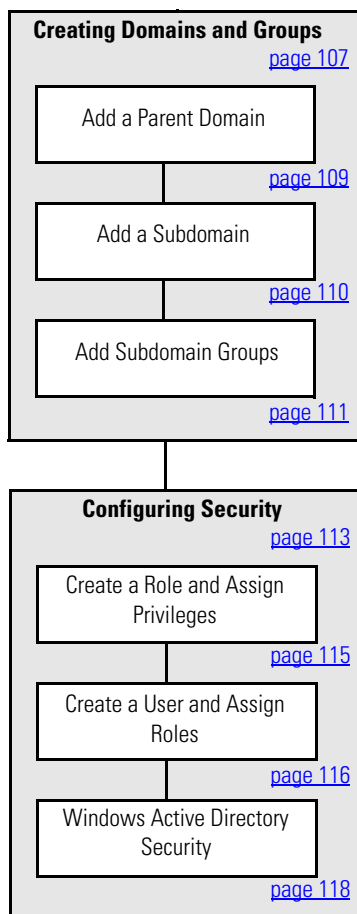 Creating Domains and Groups
page 107
Add a Parent Domain
page 109
Add a Subdomain
page 110
Add Subdomain Groups
page 111
Configuring Security
page 113
Create a Role and Assign
Privileges
page 115
Create a User and Assign
Roles
page 116
Windows Active Directory
Security
page 118